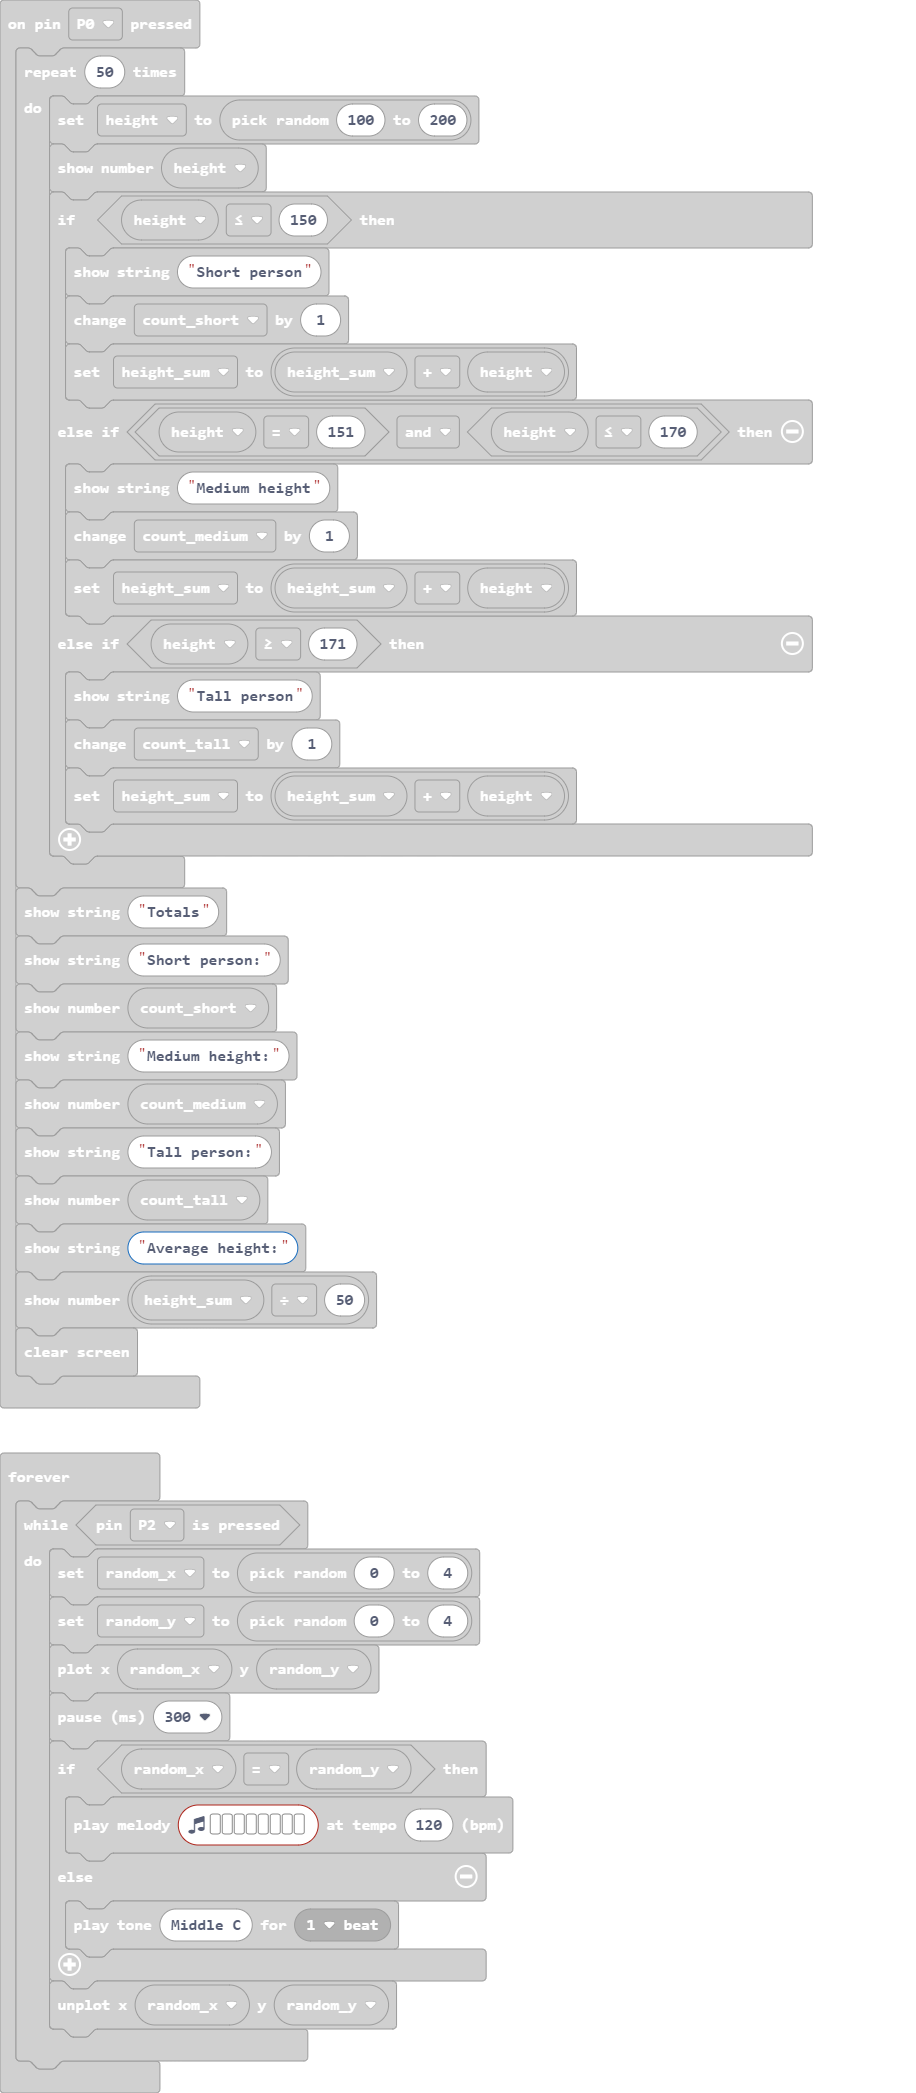 on pin P0 pressed
repeat 50 times
do
set height to pick random 100 to 200
show number height
if height ≤ 150 then
show string "Short person"
change count_short by 1
set height_sum to height_sum + height
else if height = 151 and height ≤ 170 then
show string "Medium height"
change count_medium by 1
set height_sum to height_sum + height
else if height ≥ 171 then
show string "Tall person"
change count_tall by 1
set height_sum to height_sum + height
show string "Totals"
show string "Short person:"
show number count_short
show string "Medium height:"
show number count_medium
show string "Tall person:"
show number count_tall
show string "Average height:"
show number height_sum ÷ 50
clear screen
forever
while pin P2 is pressed
do
set random_x to pick random 0 to 4
set random_y to pick random 0 to 4
plot x random_x y random_y
pause (ms) 300
if random_x = random_y then
play melody at tempo 120 (bpm)
else
play tone Middle C for 1 beat
unplot x random_x y random_y